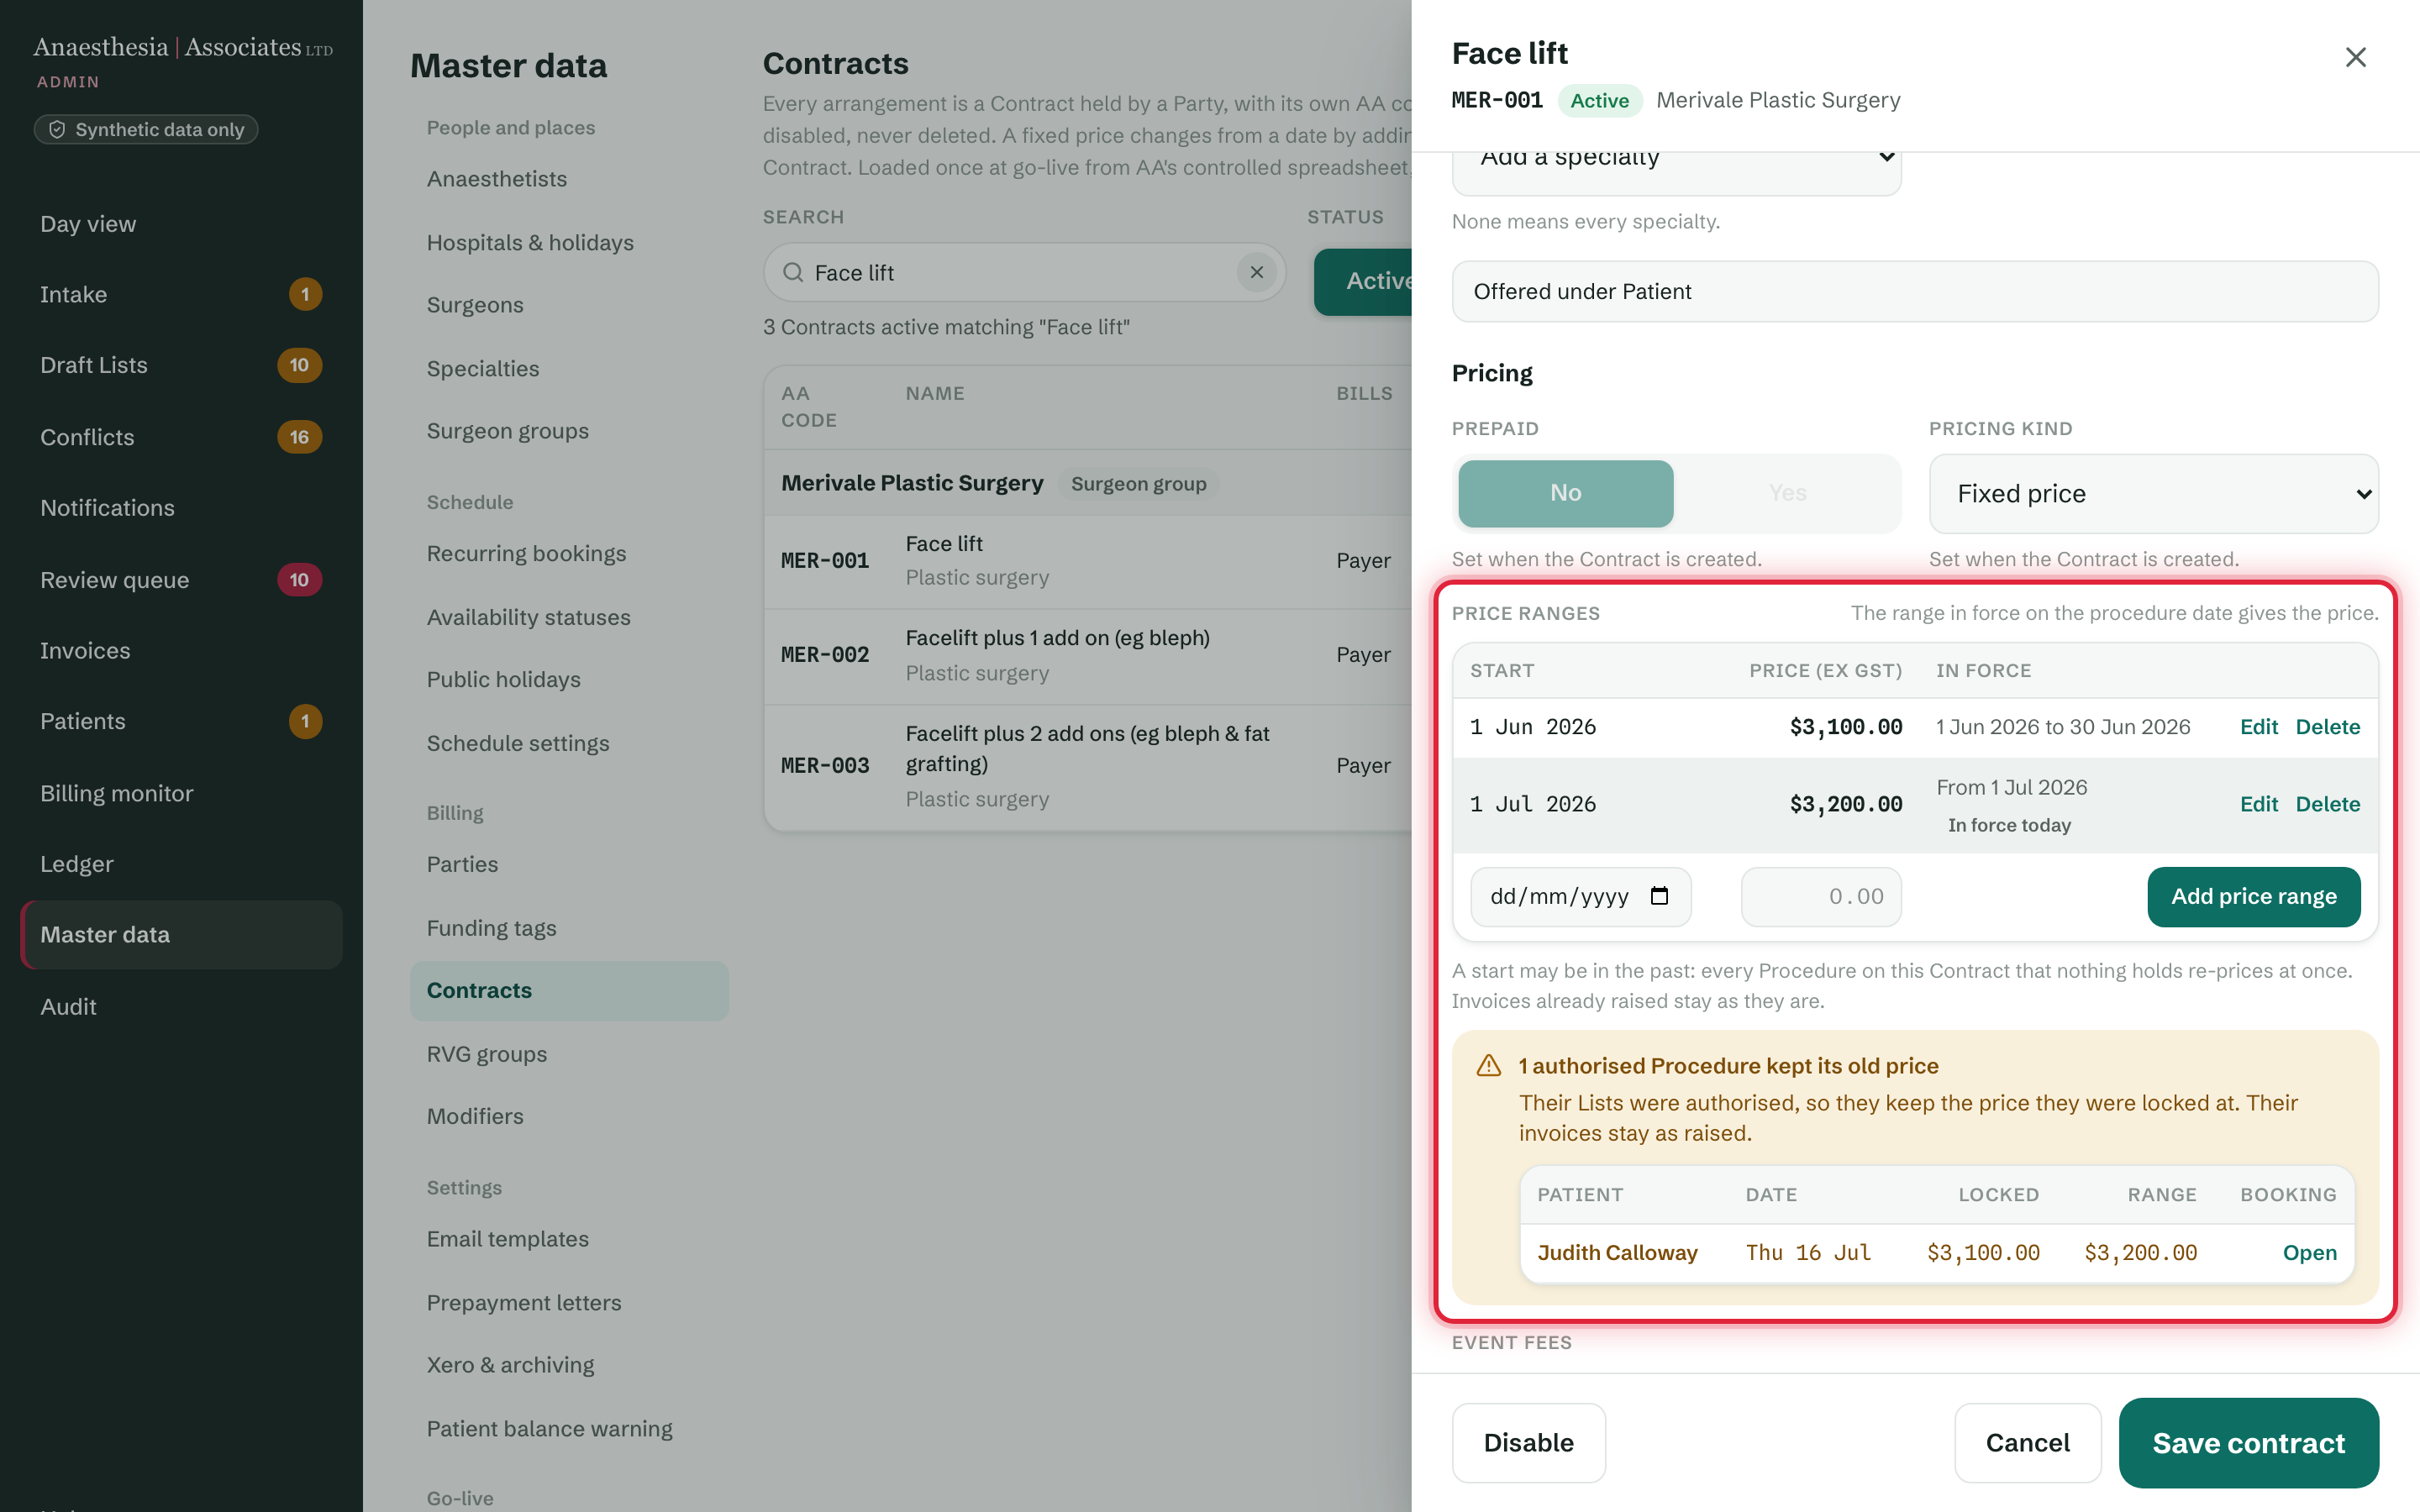 Anaesthesia | Associates LTD
ADMIN
Synthetic data only
Day view
Intake 1
Draft Lists 10
Conflicts 16
Notifications
Review queue 10
Invoices
Patients 1
Billing monitor
Ledger
Master data
Audit
Master data
People and places
Anaesthetists
Hospitals & holidays
Surgeons
Specialties
Surgeon groups
Schedule
Recurring bookings
Availability statuses
Public holidays
Schedule settings
Billing
Parties
Funding tags
Contracts
RVG groups
Modifiers
Settings
Email templates
Prepayment letters
Xero & archiving
Patient balance warning
Go-live
Contracts
Every arrangement is a Contract held by a Party, with its own AA co
disabled, never deleted. A fixed price changes from a date by addin
Contract. Loaded once at go-live from AA's controlled spreadsheet,
SEARCH STATUS
Face lift Active
3 Contracts active matching "Face lift"
AA CODE NAME BILLS
Merivale Plastic Surgery Surgeon group
MER-001 Face lift Payer
Plastic surgery
MER-002 Facelift plus 1 add on (eg bleph) Payer
Plastic surgery
MER-003 Facelift plus 2 add ons (eg bleph & fat
grafting) Payer
Plastic surgery
Face lift
MER-001 Active Merivale Plastic Surgery
Add a specialty
None means every specialty.
Offered under Patient
Pricing
PREPAID PRICING KIND
No Yes Fixed price
Set when the Contract is created. Set when the Contract is created.
PRICE RANGES The range in force on the procedure date gives the price.
START PRICE (EX GST) IN FORCE
1 Jun 2026 $3,100.00 1 Jun 2026 to 30 Jun 2026 Edit Delete
1 Jul 2026 $3,200.00 From 1 Jul 2026 Edit Delete
In force today
dd/mm/yyyy 0.00 Add price range
A start may be in the past: every Procedure on this Contract that nothing holds re-prices at once.
Invoices already raised stay as they are.
1 authorised Procedure kept its old price
Their Lists were authorised, so they keep the price they were locked at. Their
invoices stay as raised.
PATIENT DATE LOCKED RANGE BOOKING
Judith Calloway Thu 16 Jul $3,100.00 $3,200.00 Open
EVENT FEES
Disable Cancel Save contract